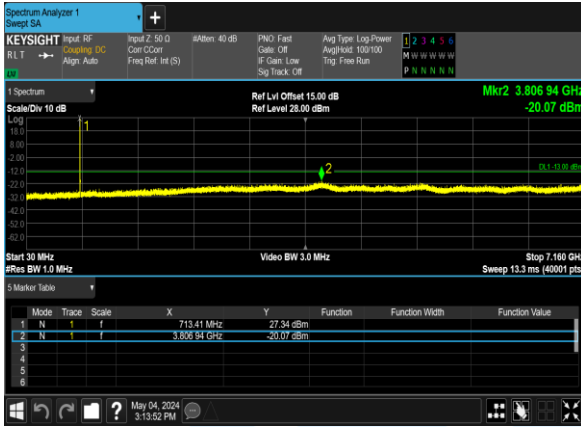 Spectrum Analyzer 1
Swept SA
KEYSIGHT Input: RF Input Z: 50 Ω #Atten: 40 dB PNO: Fast Avg Type: Log-Power 1 2 3 4 5 6
RLT Coupling: DC Corr CCorr Gate: Off Avg|Hold: 100/100 M W W W W W
Align: Auto Freq Ref: Int (S) IF Gain: Low Trig: Free Run
Sig Track: Off P N N N N N
1 Spectrum Ref Lvl Offset 15.00 dB Mkr2 3.806 94 GHz
Scale/Div 10 dB Ref Level 28.00 dBm -20.07 dBm
Log
18.0
8.00
-2.00
-12.0
-22.0
-32.0
-42.0
-52.0
-62.0
1
2
DL1 -13.00 dBm
Start 30 MHz Video BW 3.0 MHz Stop 7.160 GHz
#Res BW 1.0 MHz Sweep 13.3 ms (40001 pts
5 Marker Table
Mode Trace Scale X Y Function Function Width Function Value
1 N 1 f 713.41 MHz 27.34 dBm
2 N 1 f 3.806 94 GHz -20.07 dBm
3
4
5
6
May 04, 2024
3:13:52 PM